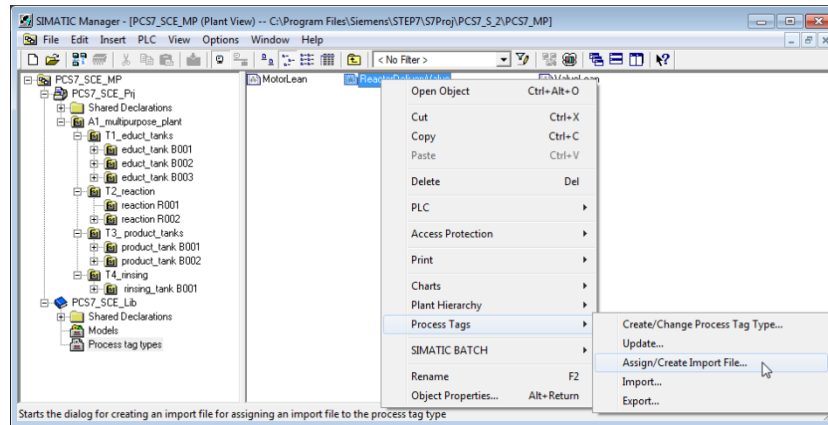 SIMATIC Manager - [PCS7_SCE_MP (Plant View) -- C:\Program Files\Siemens\STEP7\S7Proj\PCS7_S_2\PCS7_MP]
File Edit Insert PLC View Options Window Help
< No Filter >
PCS7_SCE_MP
PCS7_SCE_Prj
Shared Declarations
A1_multipurpose_plant
T1_educt_tanks
educt_tank B001
educt_tank B002
educt_tank B003
T2_reaction
reaction R001
reaction R002
T3_ product_tanks
product_tank B001
product_tank B002
T4_rinsing
rinsing_tank B001
PCS7_SCE_Lib
Shared Declarations
Models
Process tag types
MotorLean
Open Object Ctrl+Alt+O
Cut Ctrl+X
Copy Ctrl+C
Paste Ctrl+V
Delete Del
PLC
Access Protection
Print
Charts
Plant Hierarchy
Process Tags
SIMATIC BATCH
Rename F2
Object Properties... Alt+Return
Create/Change Process Tag Type...
Update...
Assign/Create Import File...
Import...
Export...
Starts the dialog for creating an import file for assigning an import file to the process tag type